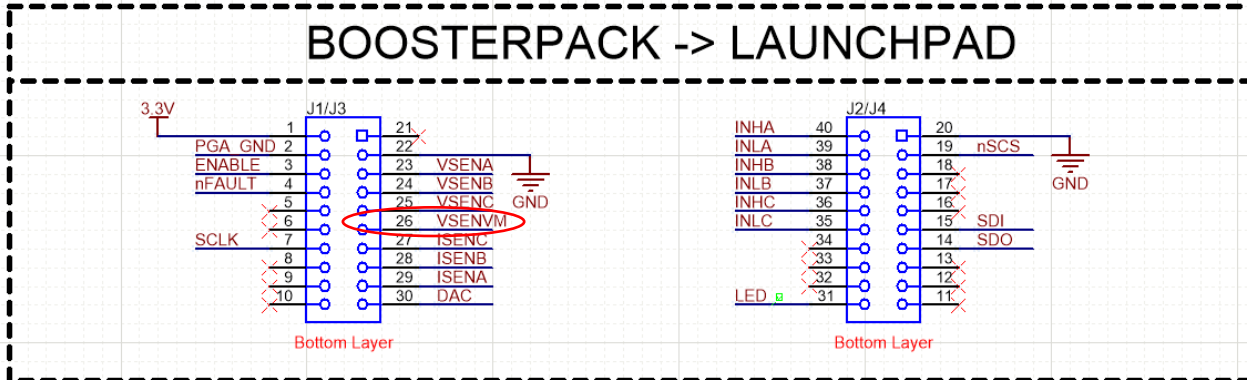 BOOSTERPACK -> LAUNCHPAD
3.3V
J1/J3
1
21
PGA_GND 2
22
ENABLE 3
23 VSENA
nFAULT 4
24 VSENB
5
25 VSENC
GND
6
26 VSENVM
SCLK 7
27 ISENC
8
28 ISENB
9
29 ISENA
10
30 DAC
Bottom Layer
J2/J4
INHA 40
20
INLA 39
19 nSCS
INHB 38
18
INLB 37
17
GND
INHC 36
16
INLC 35
15 SDI
34
14 SDO
33
13
32
12
LED 31
11
Bottom Layer